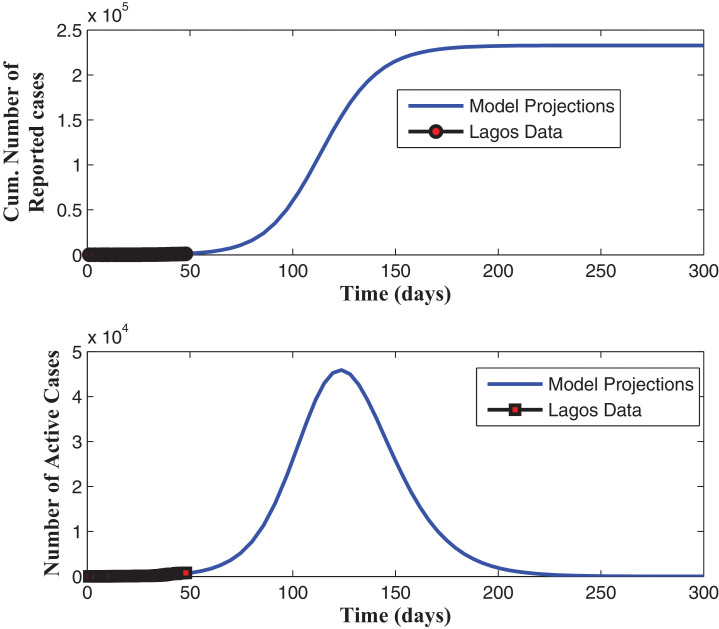 x 10^5
2.5
2
1.5
1
0.5
0
Cum. Number of
Reported cases
Model Projections
Lagos Data
0 50 100 150 200 250 300
Time (days)
x 10^4
5
4
3
2
1
0
Number of Active Cases
Model Projections
Lagos Data
0 50 100 150 200 250 300
Time (days)